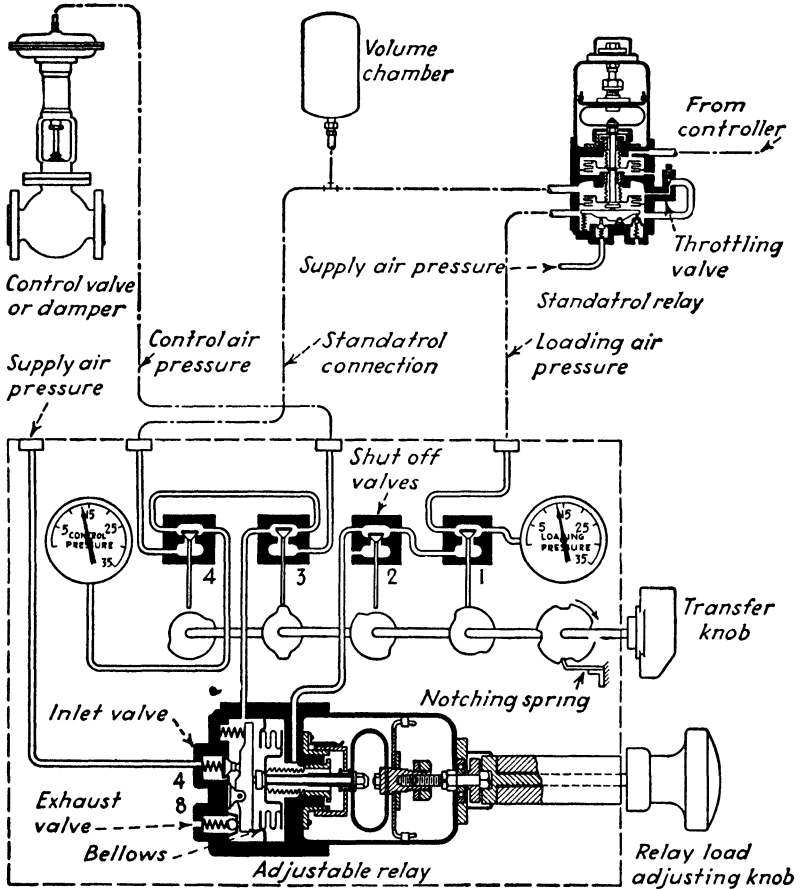 Volume
chamber
From
controller
Control valve
or damper
Supply air pressure
Throttling
valve
Standatrol relay
Supply air
pressure
Control air
pressure
Standatrol
connection
Loading air
pressure
Shut off
valves
5 15 25 35
CONTROL
PRESSURE
4
3
2
1
5 15 25 35
LOADING
PRESSURE
Transfer
knob
Notching spring
Inlet valve
4
8
Exhaust
valve
Bellows
Adjustable relay
Relay load
adjusting knob